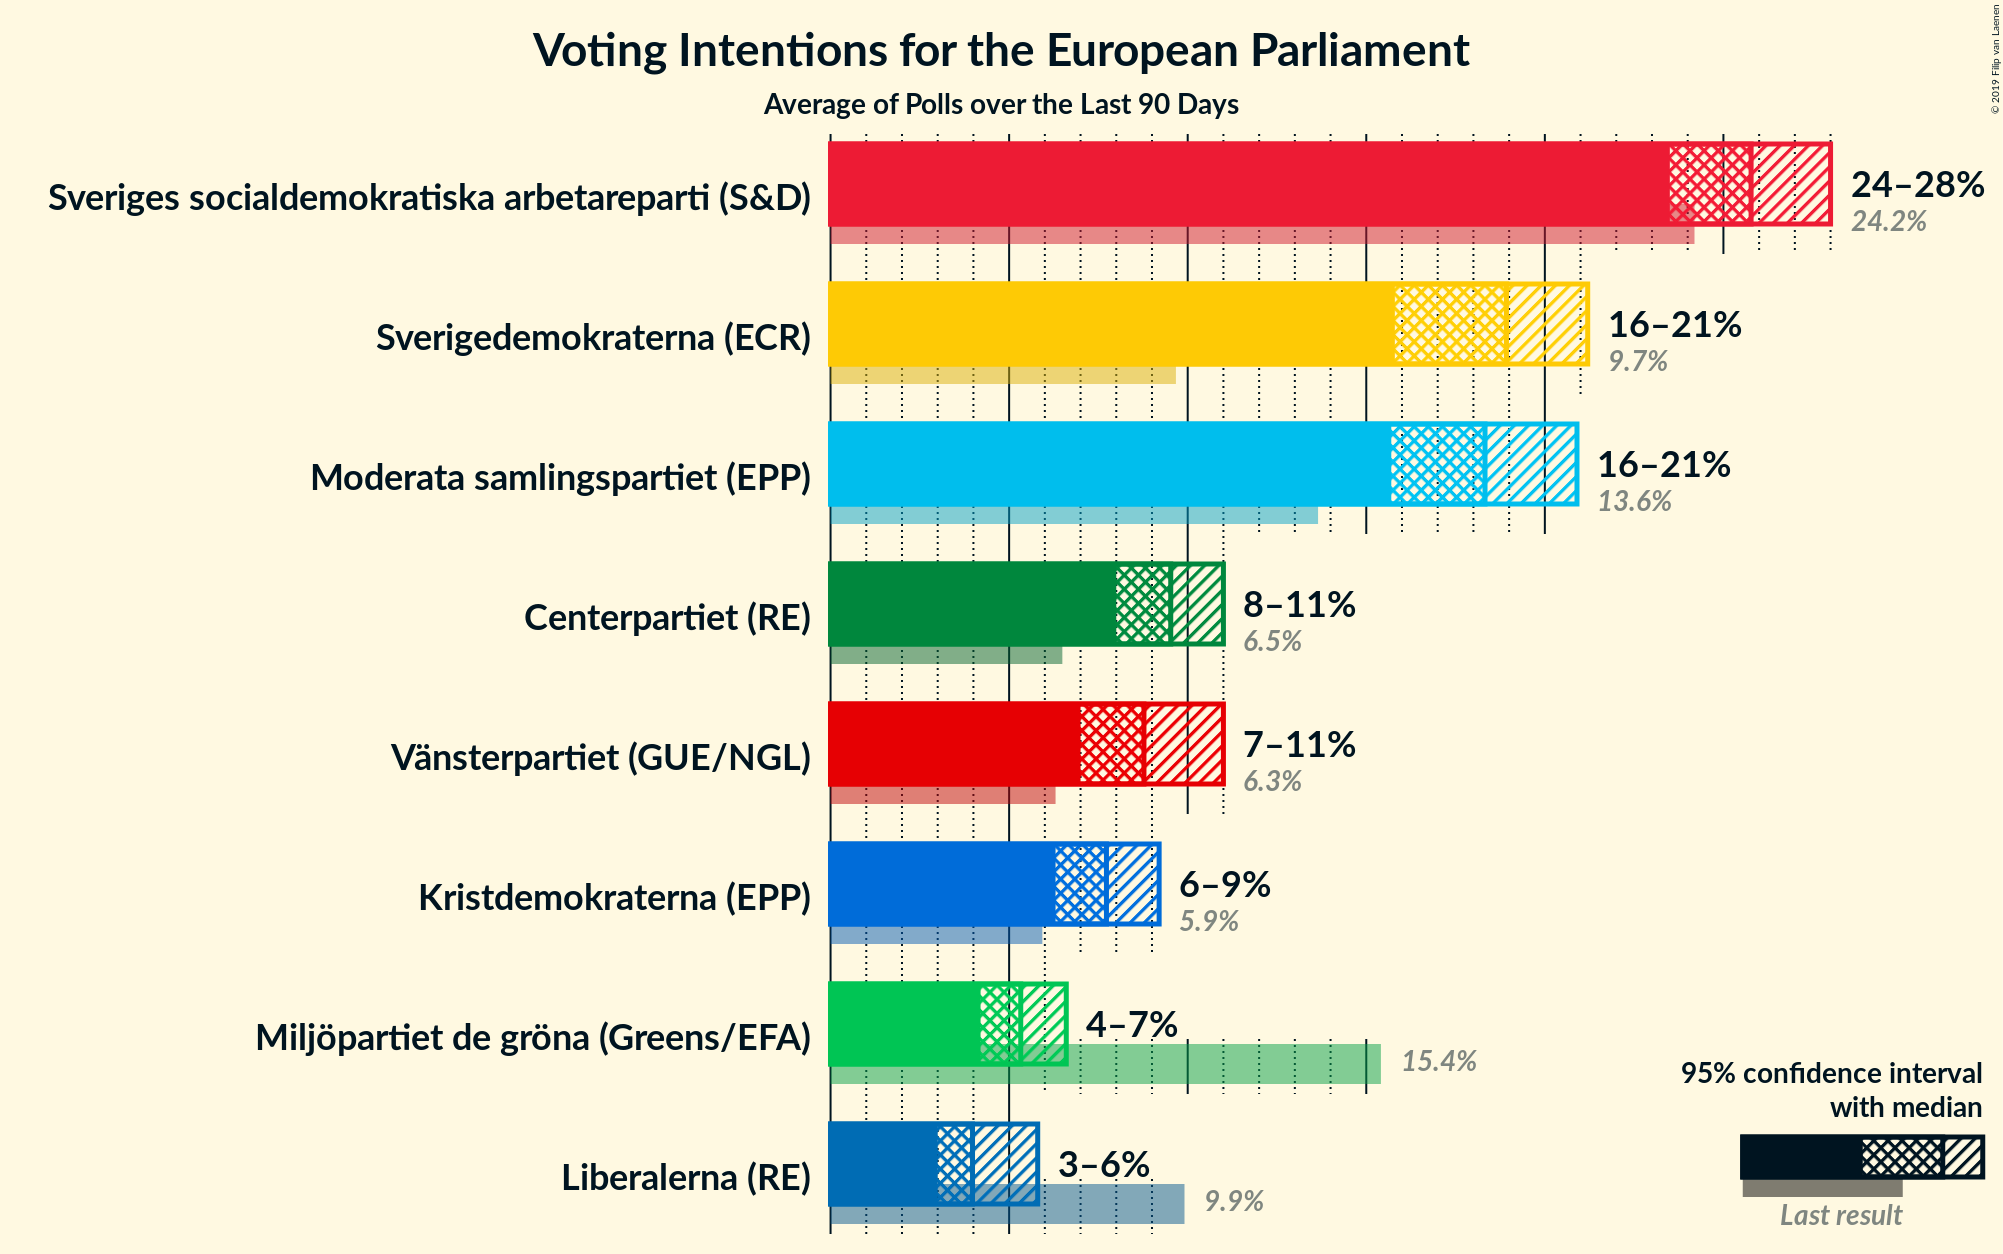 Voting Intentions for the European Parliament
Average of Polls over the Last 90 Days
© 2019 Filip van Laenen
Sveriges socialdemokratiska arbetareparti (S&D)
24–28%
24.2%
Sverigedemokraterna (ECR)
16–21%
9.7%
Moderata samlingspartiet (EPP)
16–21%
13.6%
Centerpartiet (RE)
8–11%
6.5%
Vänsterpartiet (GUE/NGL)
7–11%
6.3%
Kristdemokraterna (EPP)
6–9%
5.9%
Miljöpartiet de gröna (Greens/EFA)
4–7%
15.4%
Liberalerna (RE)
3–6%
9.9%
95% confidence interval
with median
Last result